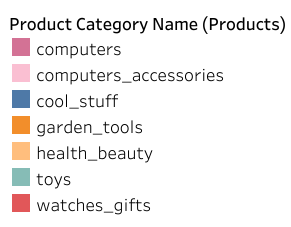 Product Category Name (Products)
computers
computers_accessories
cool_stuff
garden_tools
health_beauty
toys
watches_gifts